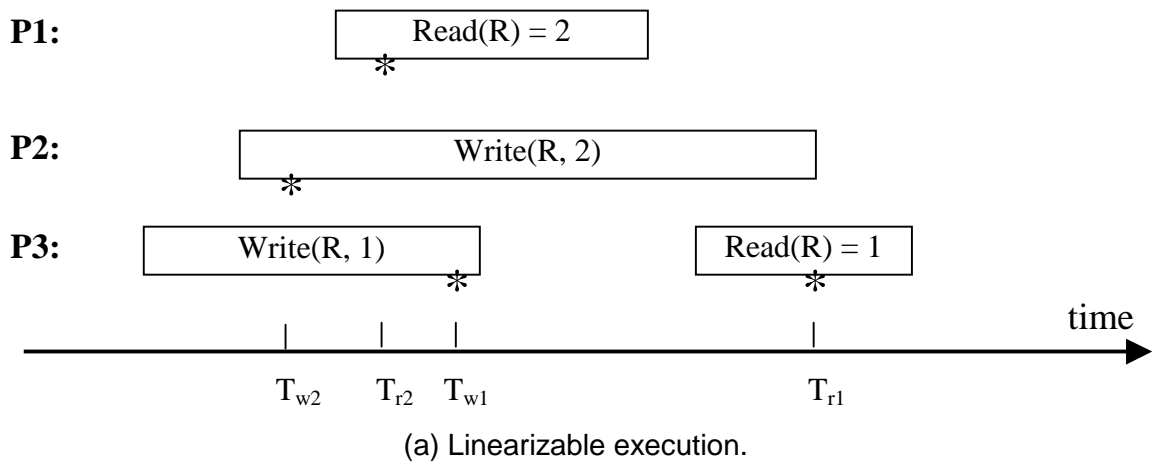 P1: Read(R) = 2
*
P2: Write(R, 2)
*
P3: Write(R, 1) Read(R) = 1
* *
time
T_w2 T_r2 T_w1 T_r1
(a) Linearizable execution.